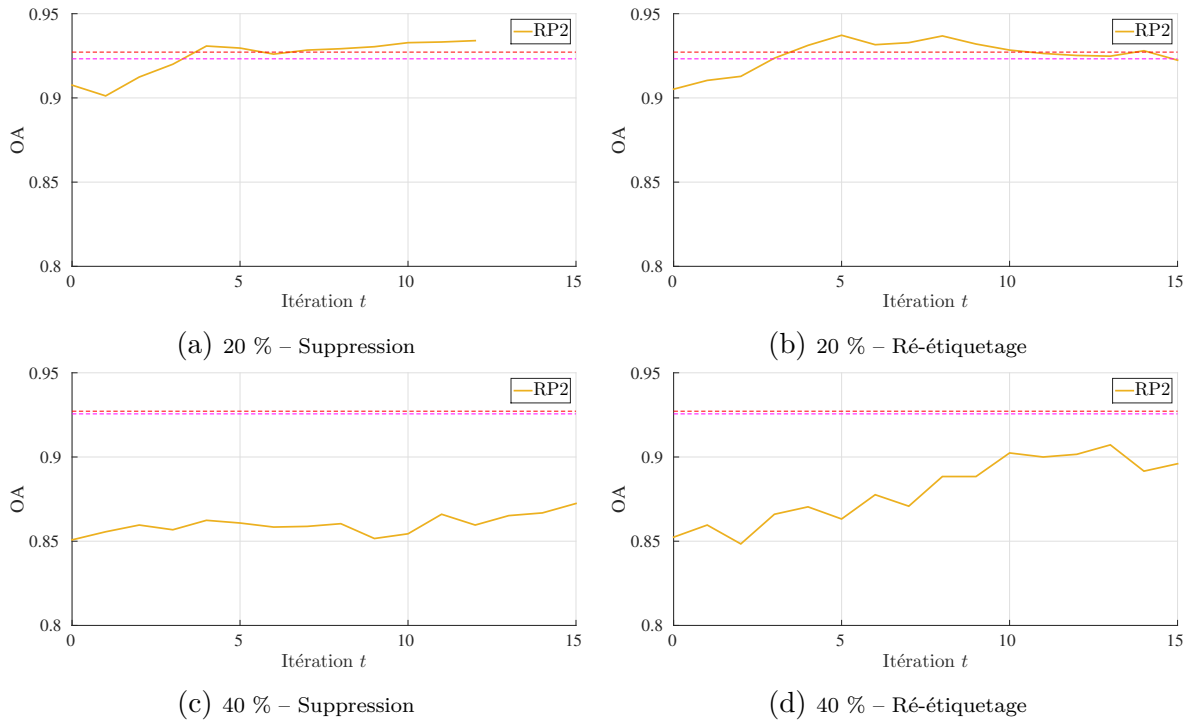 0.95
0.9
0.85
0.8
OA
RP2
0
5
10
15
Itération t
(a) 20 % – Suppression
0.95
0.9
0.85
0.8
OA
RP2
0
5
10
15
Itération t
(b) 20 % – Ré-étiquetage
0.95
0.9
0.85
0.8
OA
RP2
0
5
10
15
Itération t
(c) 40 % – Suppression
0.95
0.9
0.85
0.8
OA
RP2
0
5
10
15
Itération t
(d) 40 % – Ré-étiquetage